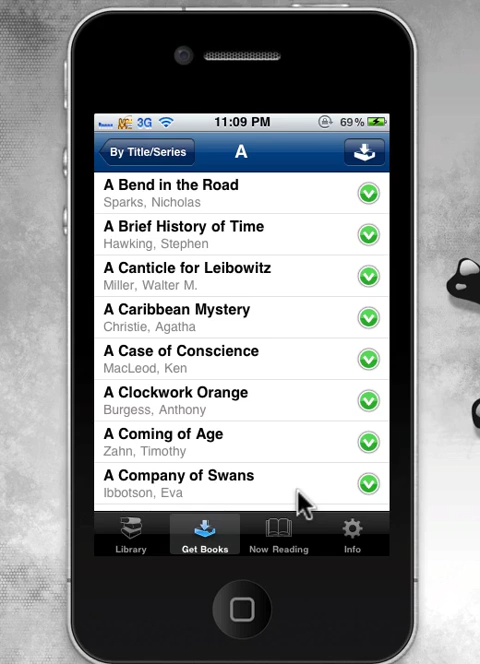 3G 11:09 PM 69%
By Title/Series A
A Bend in the Road
Sparks, Nicholas
A Brief History of Time
Hawking, Stephen
A Canticle for Leibowitz
Miller, Walter M.
A Caribbean Mystery
Christie, Agatha
A Case of Conscience
MacLeod, Ken
A Clockwork Orange
Burgess, Anthony
A Coming of Age
Zahn, Timothy
A Company of Swans
Ibbotson, Eva
Library Get Books Now Reading Info